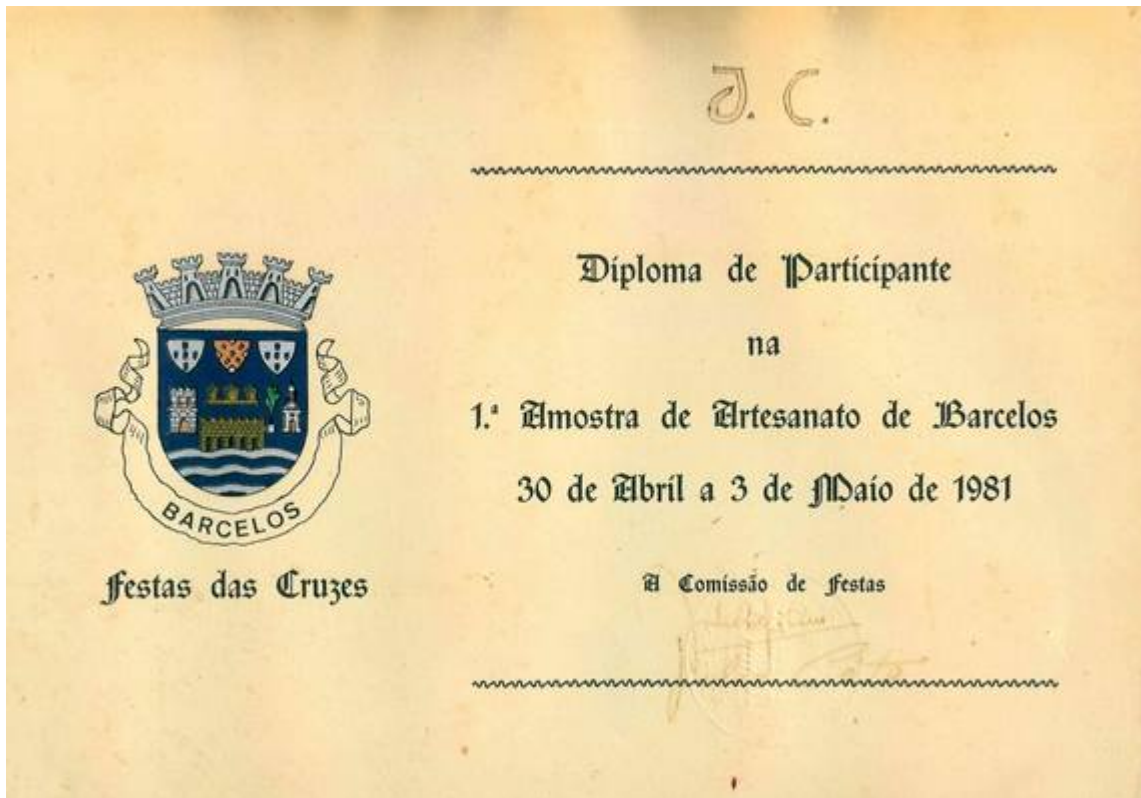 J. C.
BARCELOS
Festas das Cruzes
Diploma de Participante
na
1.ª Amostra de Artesanato de Barcelos
30 de Abril a 3 de Maio de 1981
A Comissão de Festas